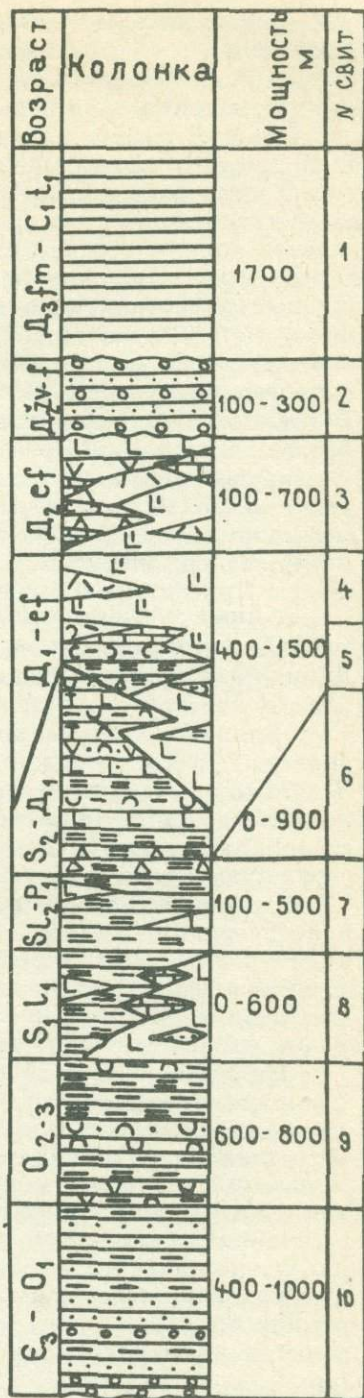 Возраст Колонка Мощность м N СВИТ
Д₃fm - C₁t₁ 1700 1
Д₂žv-f 100-300 2
Д₂ef 100-700 3
Д₁-ef 400-1500 4
5
S₂-Д₁ 0-900 6
SL₂-P₁ 100-500 7
S₁l₁ 0-600 8
O₂₋₃ 600-800 9
Є₃ - O₁ 400-1000 10